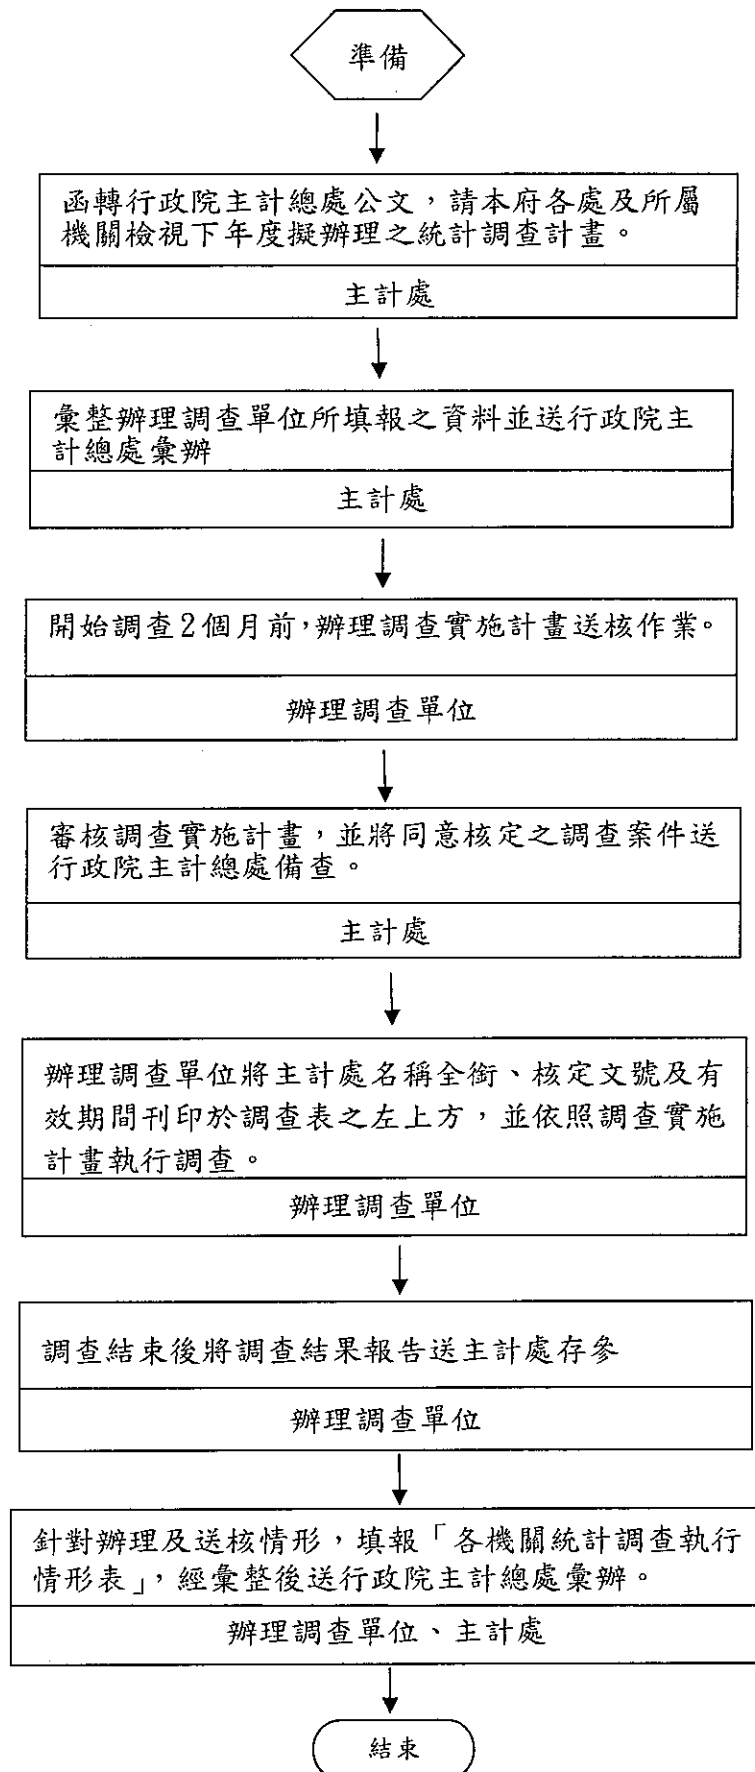 準備
函轉行政院主計總處公文，請本府各處及所屬
機關檢視下年度擬辦理之統計調查計畫。
主計處
彙整辦理調查單位所填報之資料並送行政院主
計總處彙辦
主計處
開始調查2個月前，辦理調查實施計畫送核作業。
辦理調查單位
審核調查實施計畫，並將同意核定之調查案件送
行政院主計總處備查。
主計處
辦理調查單位將主計處名稱全銜、核定文號及有
效期間刊印於調查表之左上方，並依照調查實施
計畫執行調查。
辦理調查單位
調查結束後將調查結果報告送主計處存參
辦理調查單位
針對辦理及送核情形，填報「各機關統計調查執行
情形表」，經彙整後送行政院主計總處彙辦。
辦理調查單位、主計處
結束